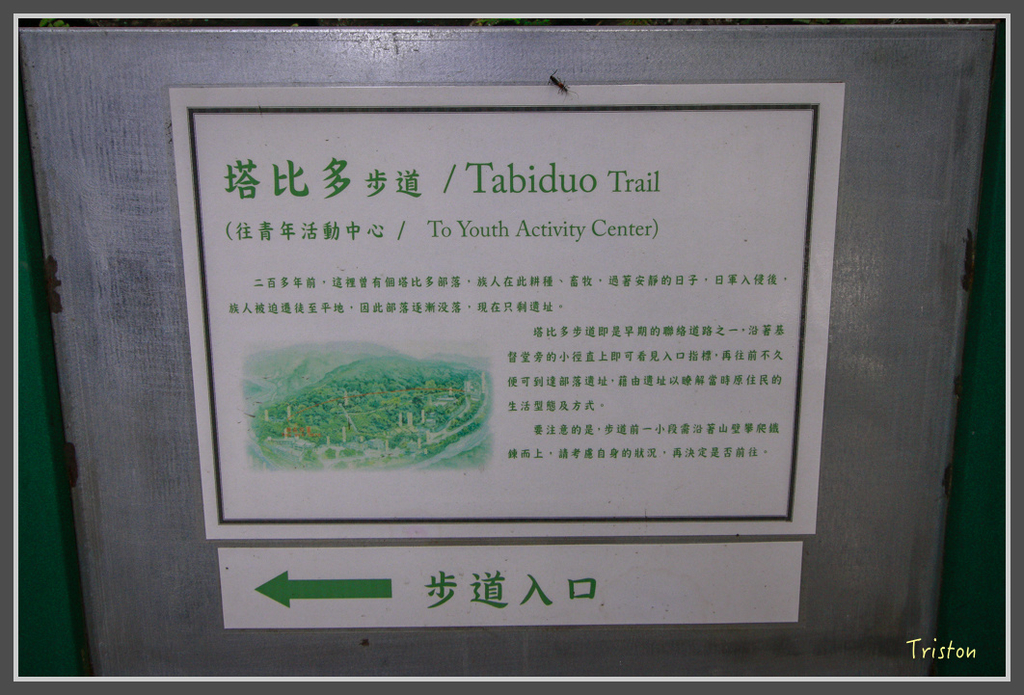 塔比多步道 / Tabiduo Trail
(往青年活動中心 / To Youth Activity Center)
二百多年前，這裡曾有個塔比多部落，族人在此耕種、畜牧，過著安靜的日子，日軍入侵後，
族人被迫遷徒至平地，因此部落逐漸沒落，現在只剩遺址。
塔比多步道即是早期的聯絡道路之一，沿著基
督堂旁的小徑直上即可看見入口指標，再往前不久
便可到達部落遺址，藉由遺址以瞭解當時原住民的
生活型態及方式。
要注意的是，步道前一小段需沿著山壁攀爬鐵
鍊而上，請考慮自身的狀況，再決定是否前往。
步道入口
Triston